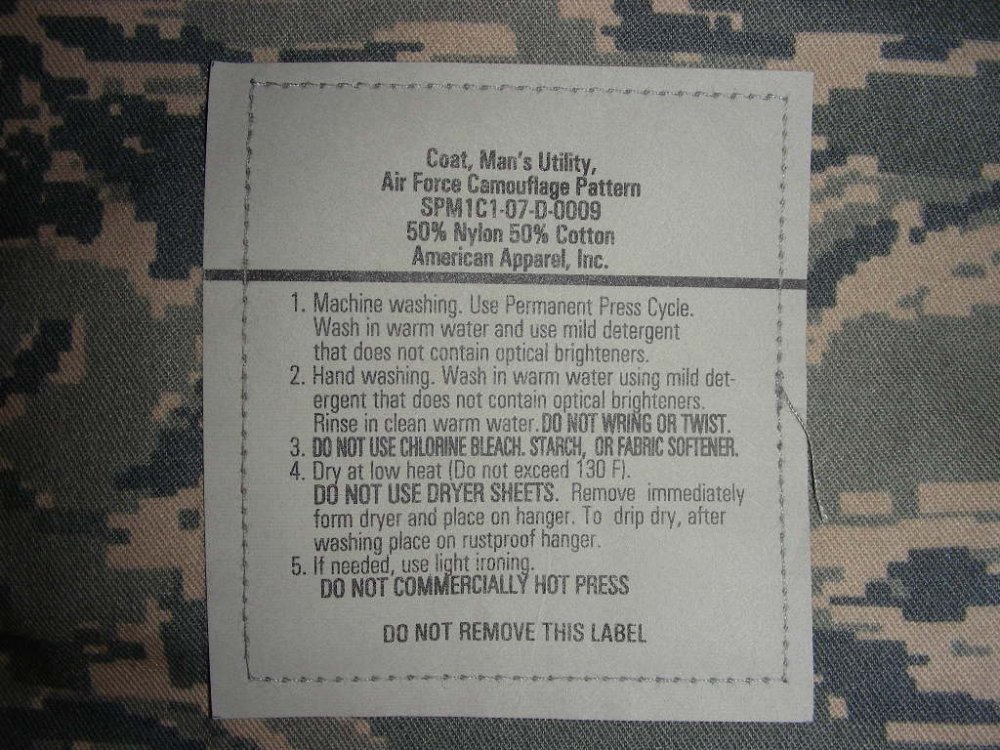 Coat, Man's Utility,
Air Force Camouflage Pattern
SPM1C1-07-D-0009
50% Nylon 50% Cotton
American Apparel, Inc.
1. Machine washing. Use Permanent Press Cycle.
Wash in warm water and use mild detergent
that does not contain optical brighteners.
2. Hand washing. Wash in warm water using mild det-
ergent that does not contain optical brighteners.
Rinse in clean warm water. DO NOT WRING OR TWIST.
3. DO NOT USE CHLORINE BLEACH. STARCH, OR FABRIC SOFTENER.
4. Dry at low heat (Do not exceed 130 F).
DO NOT USE DRYER SHEETS. Remove immediately
form dryer and place on hanger. To drip dry, after
washing place on rustproof hanger.
5. If needed, use light ironing.
DO NOT COMMERCIALLY HOT PRESS
DO NOT REMOVE THIS LABEL